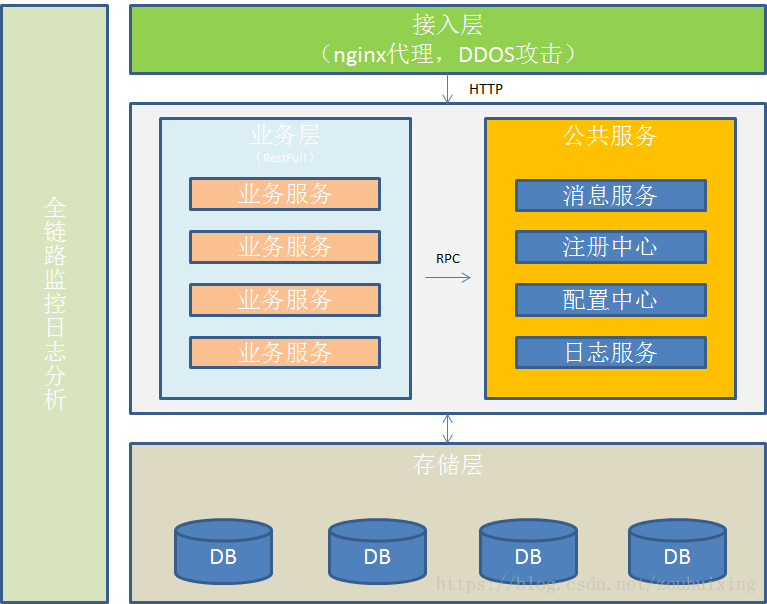 全链路监控日志分析
接入层
（nginx代理，DDOS攻击）
HTTP
业务层
（RestFull）
业务服务
业务服务
业务服务
业务服务
RPC
公共服务
消息服务
注册中心
配置中心
日志服务
存储层
DB
DB
DB
DB
https://blog.csdn.net/zouhuixing